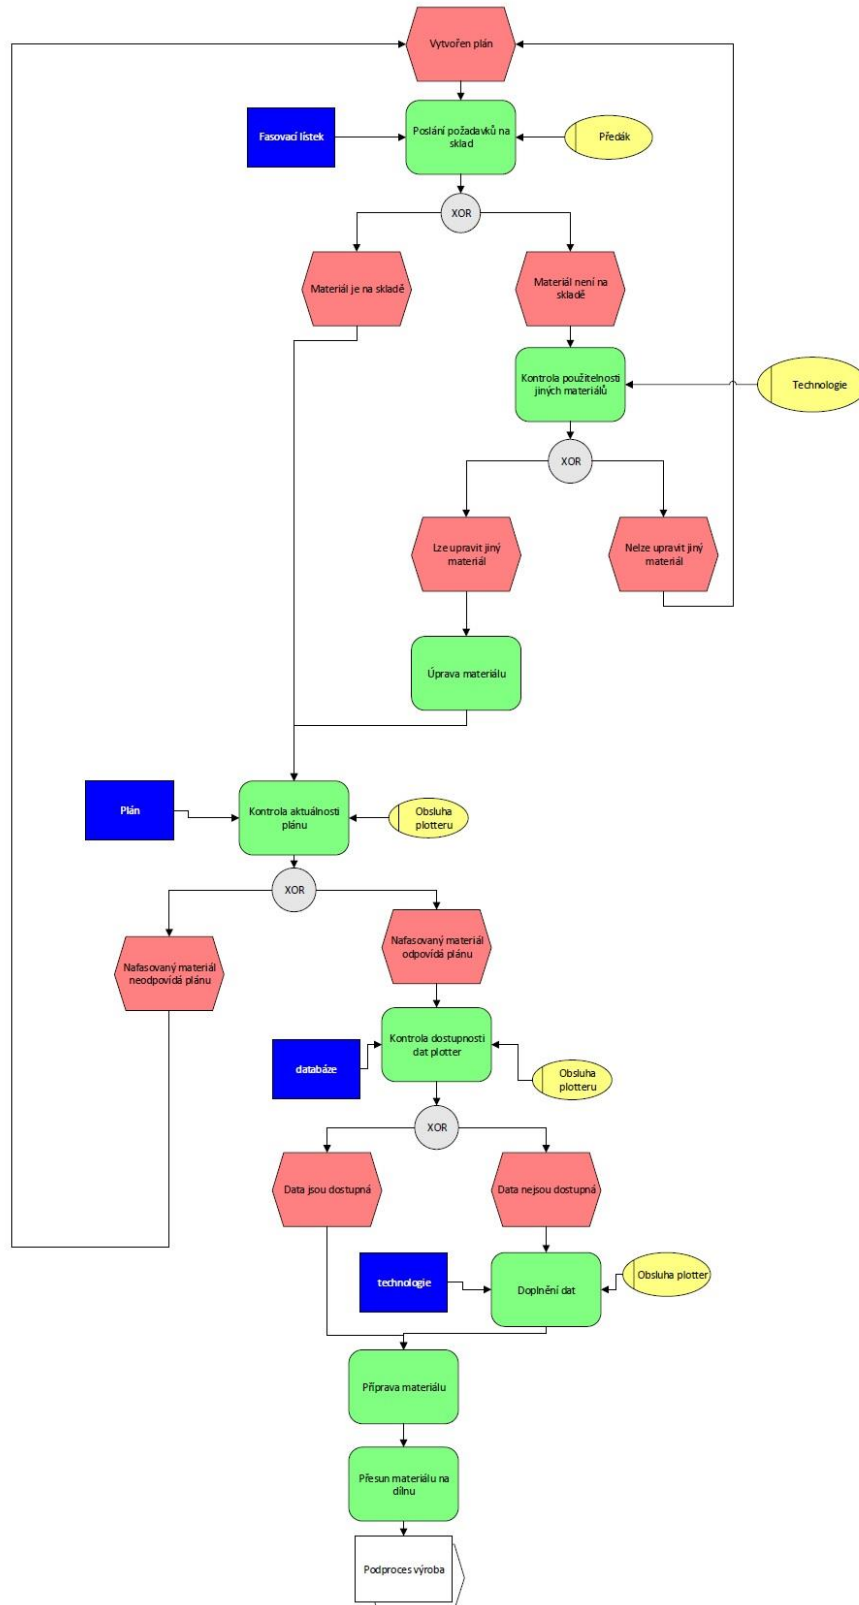 Vytvořen plán
Fasovací lístek
Poslání požadavků na
sklad
Předák
XOR
Materiál je na skladě
Materiál není na
skladě
Kontrola použitelnosti
jiných materiálů
Technologie
XOR
Lze upravit jiný
materiál
Nelze upravit jiný
materiál
Úprava materiálu
Plán
Kontrola aktuálnosti
plánu
Obsluha
plotteru
XOR
Nafasovaný materiál
neodpovídá plánu
Nafasovaný materiál
odpovídá plánu
databáze
Kontrola dostupnosti
dat plotter
Obsluha
plotteru
XOR
Data jsou dostupná
Data nejsou dostupná
technologie
Doplnění dat
Obsluha plotter
Příprava materiálu
Přesun materiálu na
dílnu
Podproces výroba